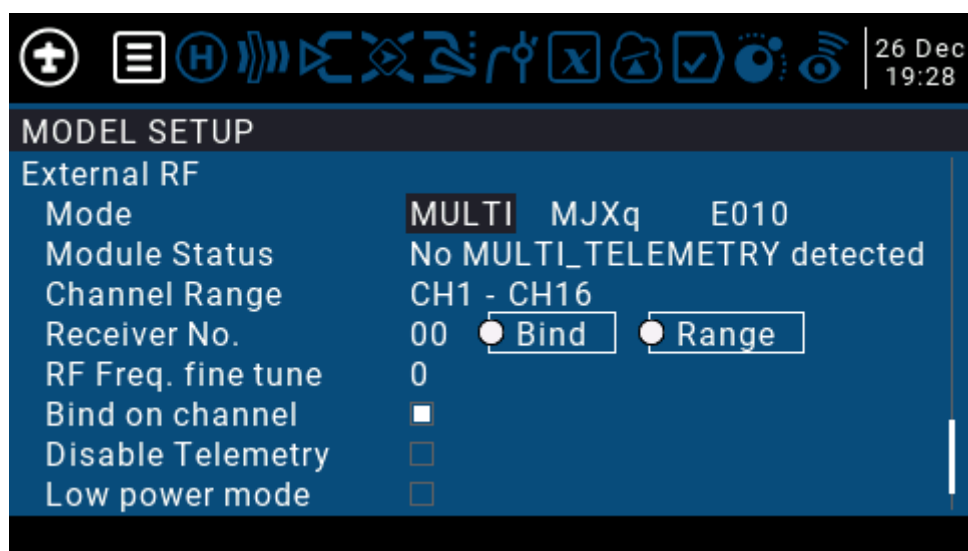 26 Dec
19:28
MODEL SETUP
External RF
Mode MULTI MJXq E010
Module Status No MULTI_TELEMETRY detected
Channel Range CH1 - CH16
Receiver No. 00 Bind Range
RF Freq. fine tune 0
Bind on channel
Disable Telemetry
Low power mode